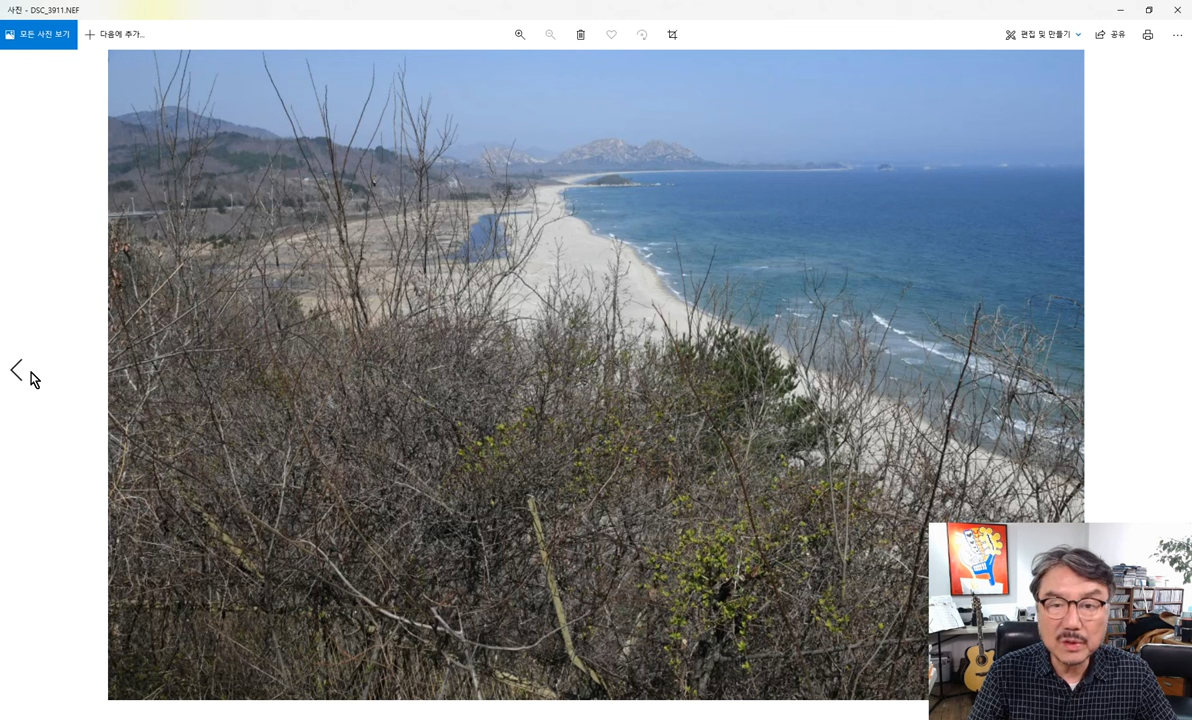 사진 - DSC_3911.NEF
모든 사진 보기
다음에 추가...
편집 및 만들기
공유